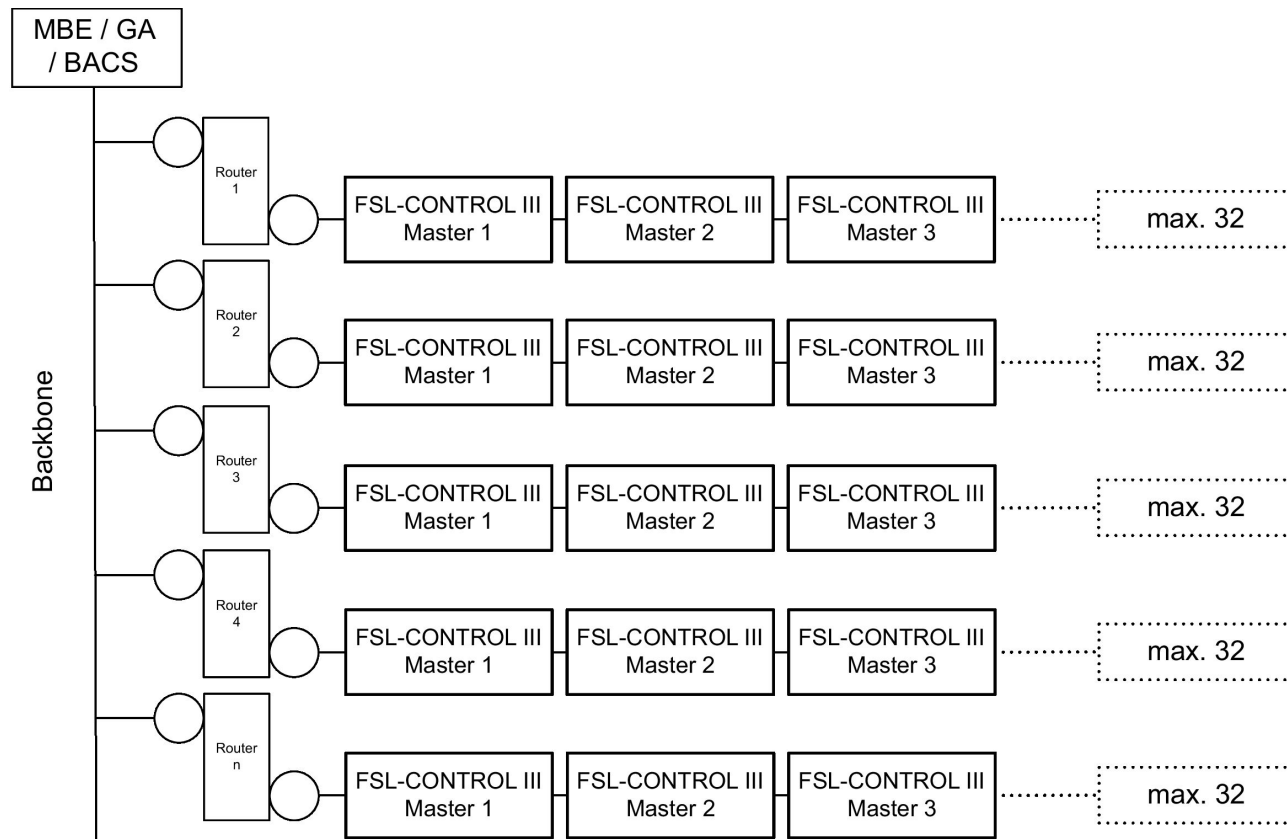 MBE / GA
/ BACS
Backbone
Router
1
FSL-CONTROL III
Master 1
FSL-CONTROL III
Master 2
FSL-CONTROL III
Master 3
max. 32
Router
2
FSL-CONTROL III
Master 1
FSL-CONTROL III
Master 2
FSL-CONTROL III
Master 3
max. 32
Router
3
FSL-CONTROL III
Master 1
FSL-CONTROL III
Master 2
FSL-CONTROL III
Master 3
max. 32
Router
4
FSL-CONTROL III
Master 1
FSL-CONTROL III
Master 2
FSL-CONTROL III
Master 3
max. 32
Router
n
FSL-CONTROL III
Master 1
FSL-CONTROL III
Master 2
FSL-CONTROL III
Master 3
max. 32